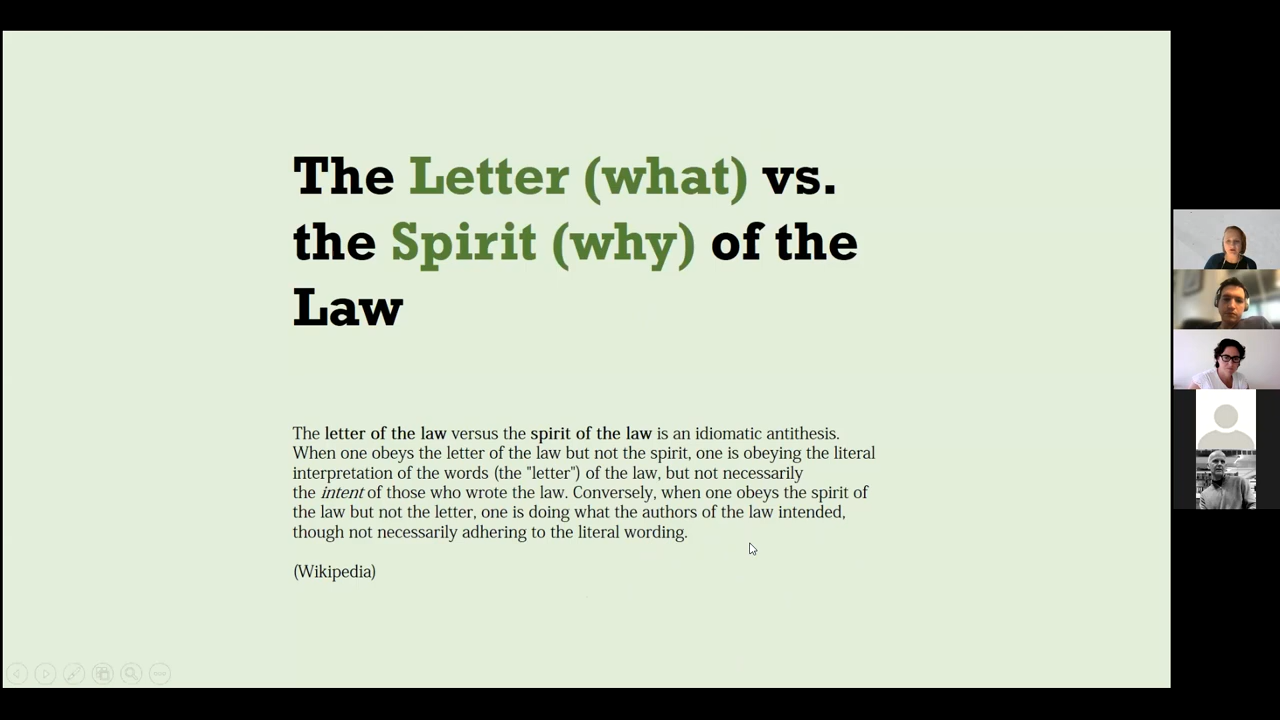 The Letter (what) vs.
the Spirit (why) of the
Law
The letter of the law versus the spirit of the law is an idiomatic antithesis.
When one obeys the letter of the law but not the spirit, one is obeying the literal
interpretation of the words (the "letter") of the law, but not necessarily
the intent of those who wrote the law. Conversely, when one obeys the spirit of
the law but not the letter, one is doing what the authors of the law intended,
though not necessarily adhering to the literal wording.
(Wikipedia)